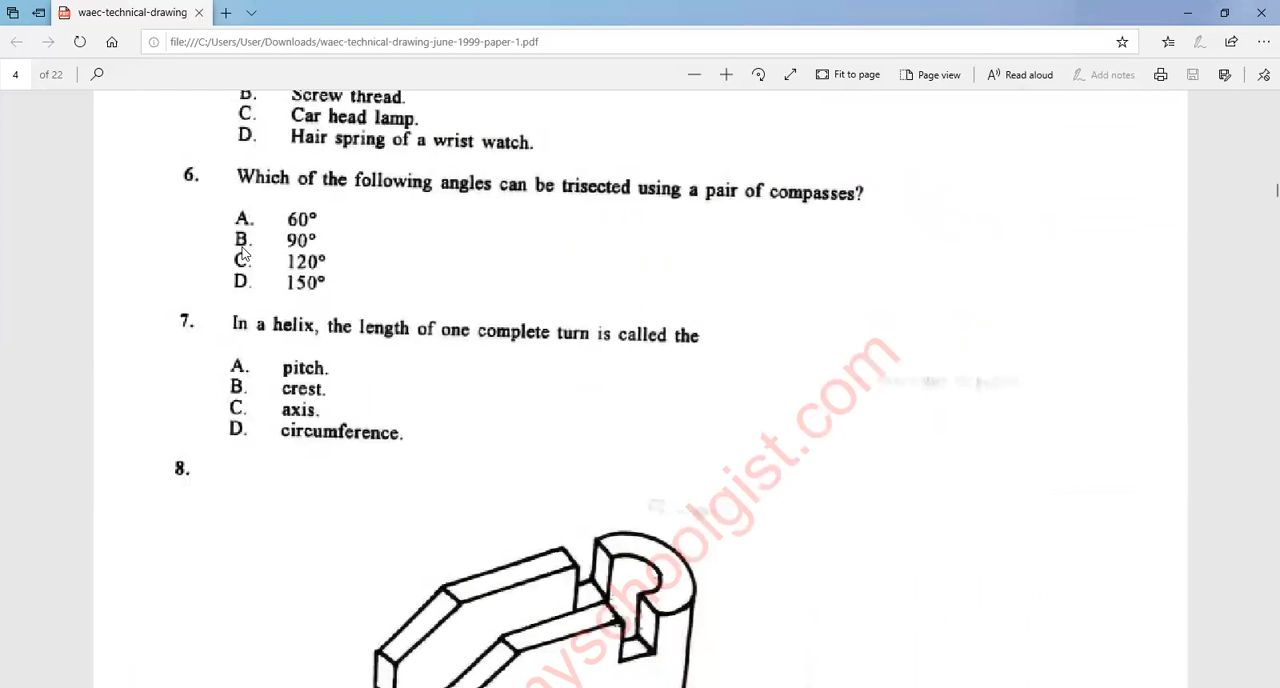 waec-technical-drawing
file:///C:/Users/User/Downloads/waec-technical-drawing-june-1999-paper-1.pdf
4 of 22 Fit to page Page view Read aloud Add notes
B. Screw thread.
C. Car head lamp.
D. Hair spring of a wrist watch.
6. Which of the following angles can be trisected using a pair of compasses?
A. 60°
B. 90°
C. 120°
D. 150°
7. In a helix, the length of one complete turn is called the
A. pitch.
B. crest.
C. axis.
D. circumference.
8.
myschoolgist.com